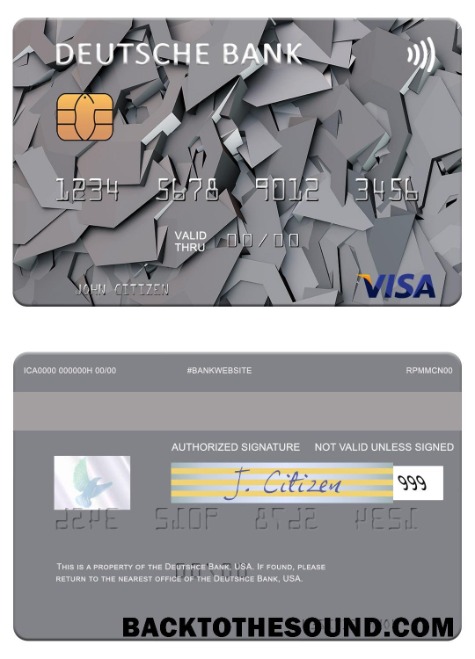 DEUTSCHE BANK
1234 5678 9012 3456
VALID
THRU 00/00
JOHN CITIZEN
VISA
ICA0000 000000H 00/00 #BANKWEBSITE RPMMCN00
AUTHORIZED SIGNATURE NOT VALID UNLESS SIGNED
J. Citizen 999
THIS IS A PROPERTY OF THE DEUTSHCE BANK, USA. IF FOUND, PLEASE
RETURN TO THE NEAREST OFFICE OF THE DEUTSHCE BANK, USA.
BACKTOTHESOUND.COM